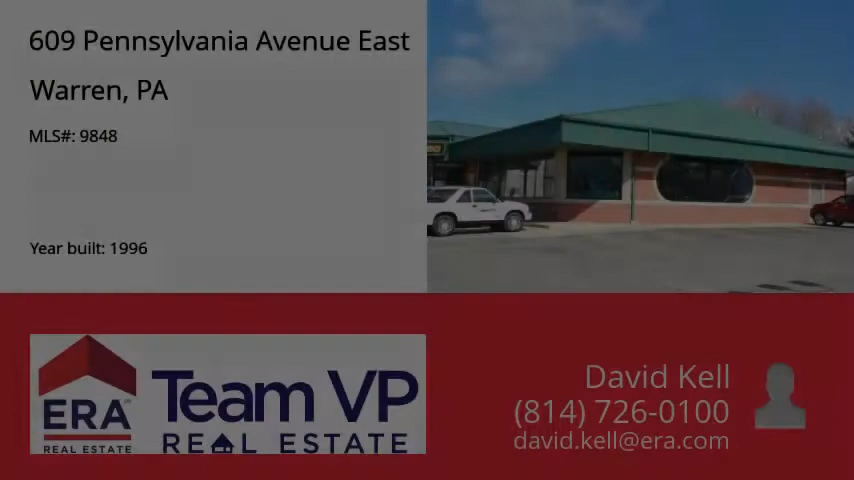 609 Pennsylvania Avenue East
Warren, PA
MLS#: 9848
Year built: 1996
ERA
REAL ESTATE
Team VP
REAL ESTATE
David Kell
(814) 726-0100
david.kell@era.com